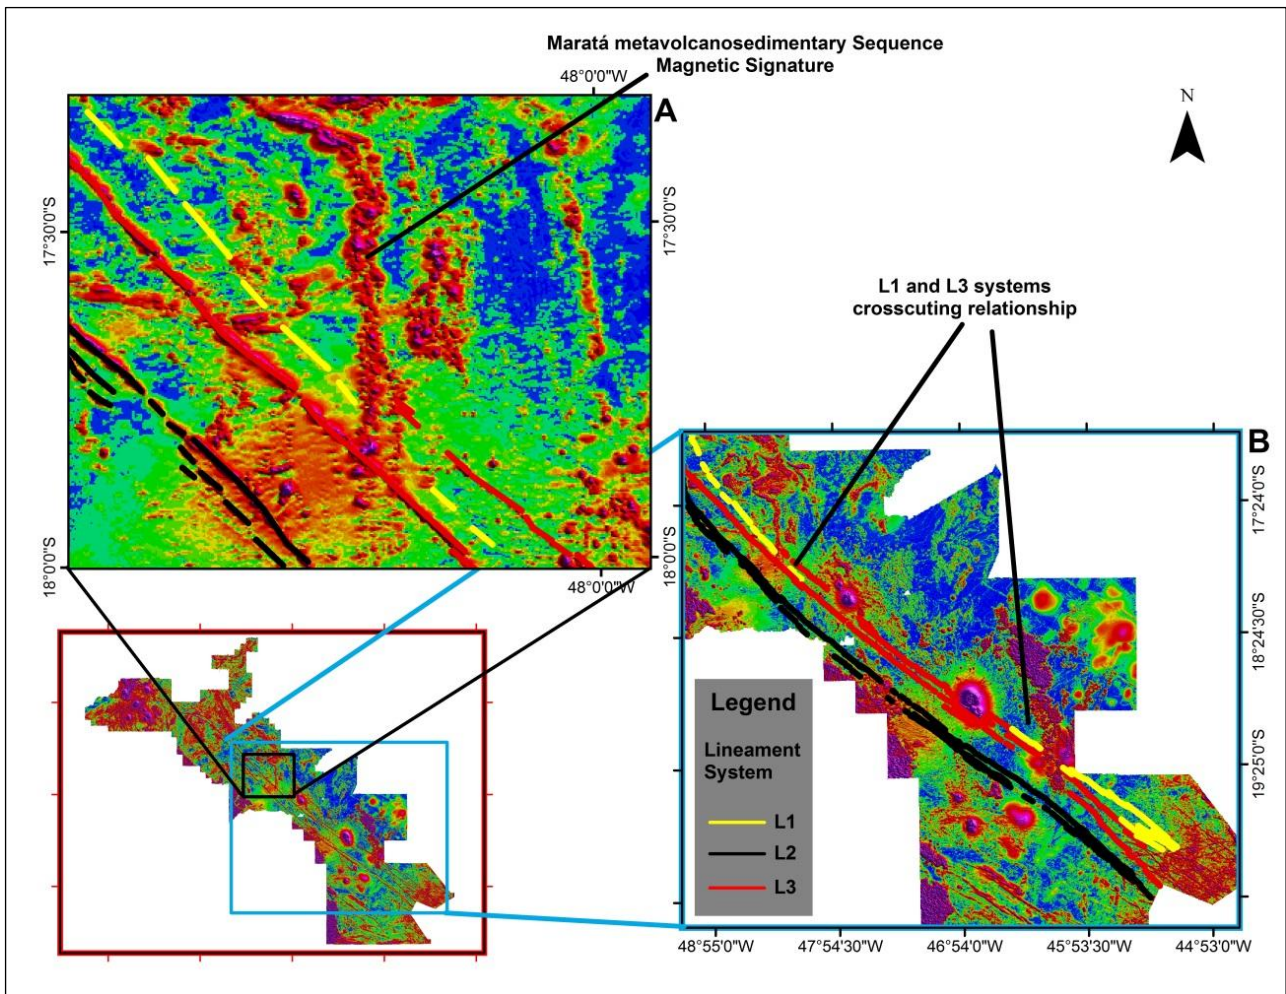 Maratá metavolcanosedimentary Sequence
Magnetic Signature
48°0'0"W
A
N
17°30'0"S
17°30'0"S
L1 and L3 systems
crosscuting relationship
B
17°24'0"S
18°0'0"S
18°0'0"S
48°0'0"W
18°24'30"S
Legend
Lineament
System
19°25'0"S
L1
L2
L3
48°55'0"W
47°54'30"W
46°54'0"W
45°53'30"W
44°53'0"W